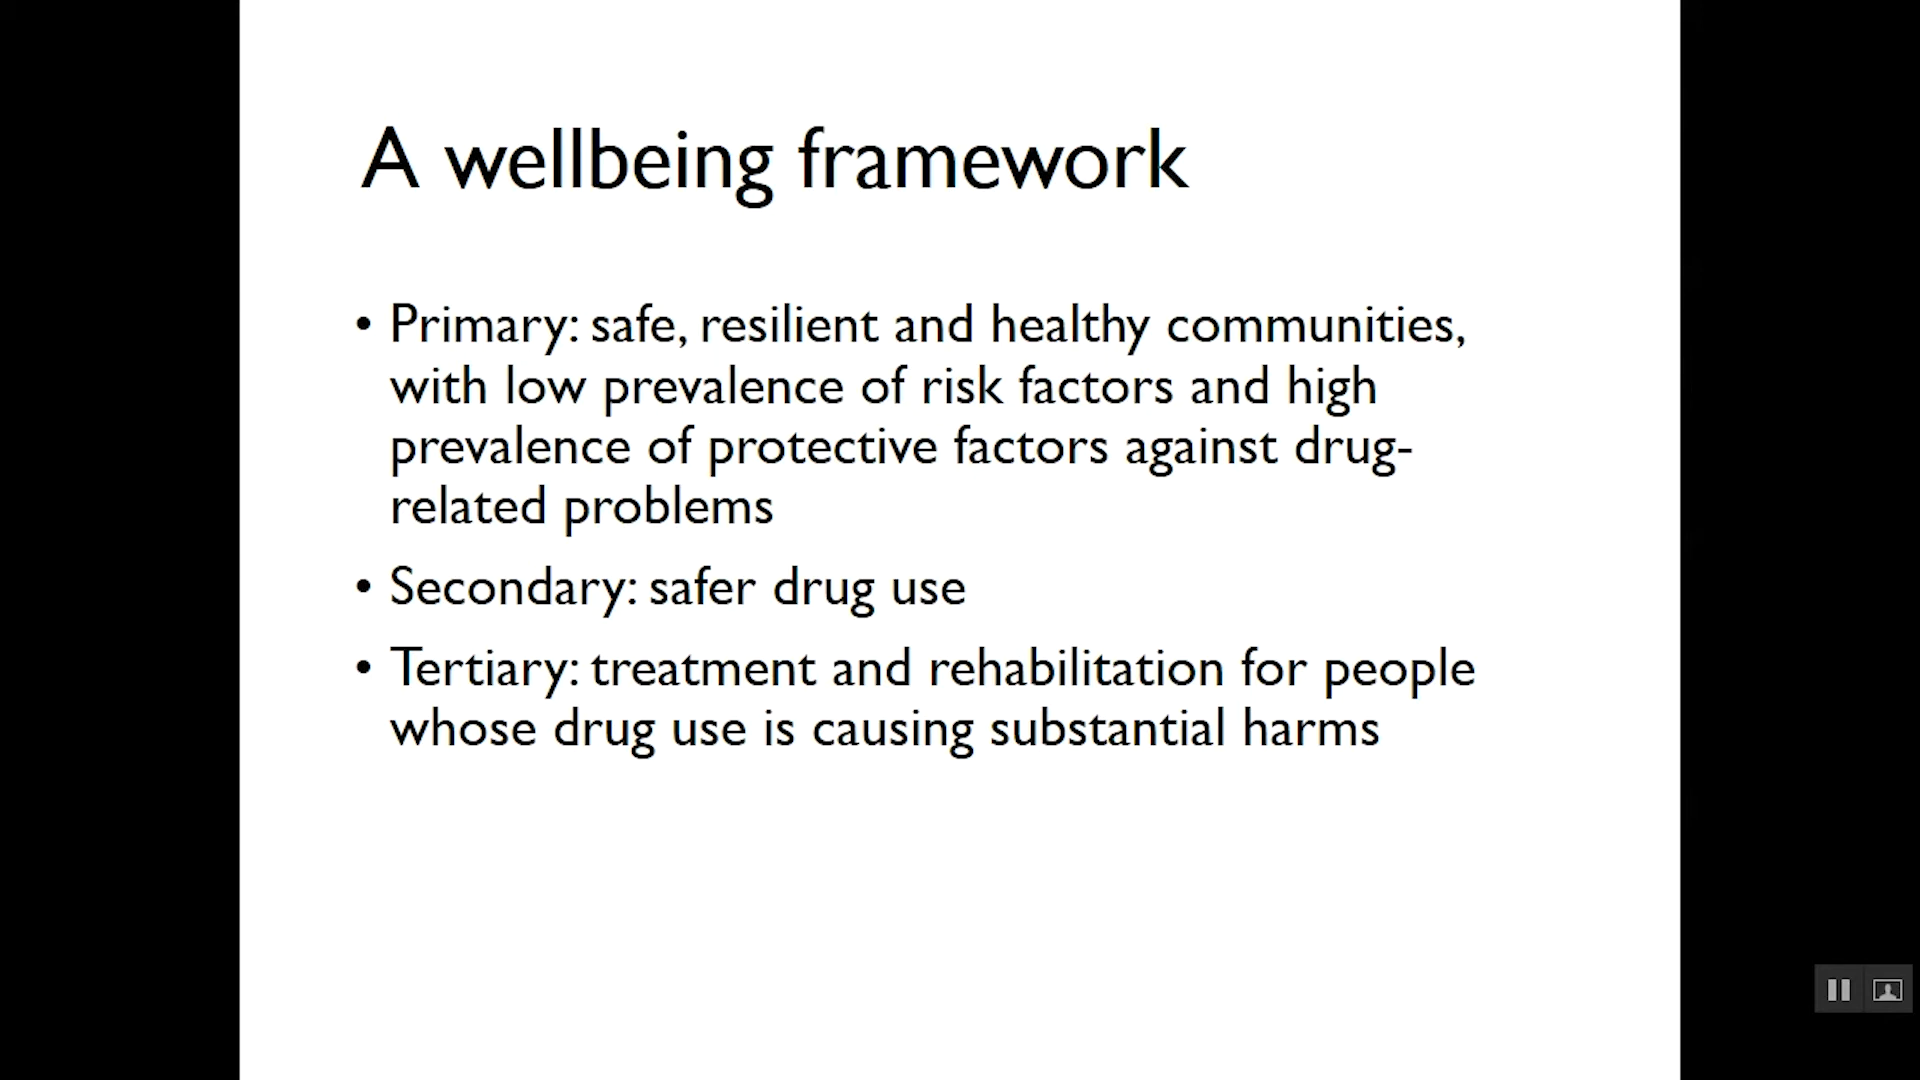 A wellbeing framework
• Primary: safe, resilient and healthy communities,
with low prevalence of risk factors and high
prevalence of protective factors against drug-
related problems
• Secondary: safer drug use
• Tertiary: treatment and rehabilitation for people
whose drug use is causing substantial harms